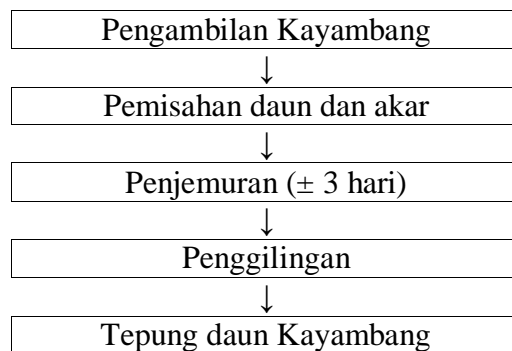 Pengambilan Kayambang
↓
Pemisahan daun dan akar
↓
Penjemuran (± 3 hari)
↓
Penggilingan
↓
Tepung daun Kayambang